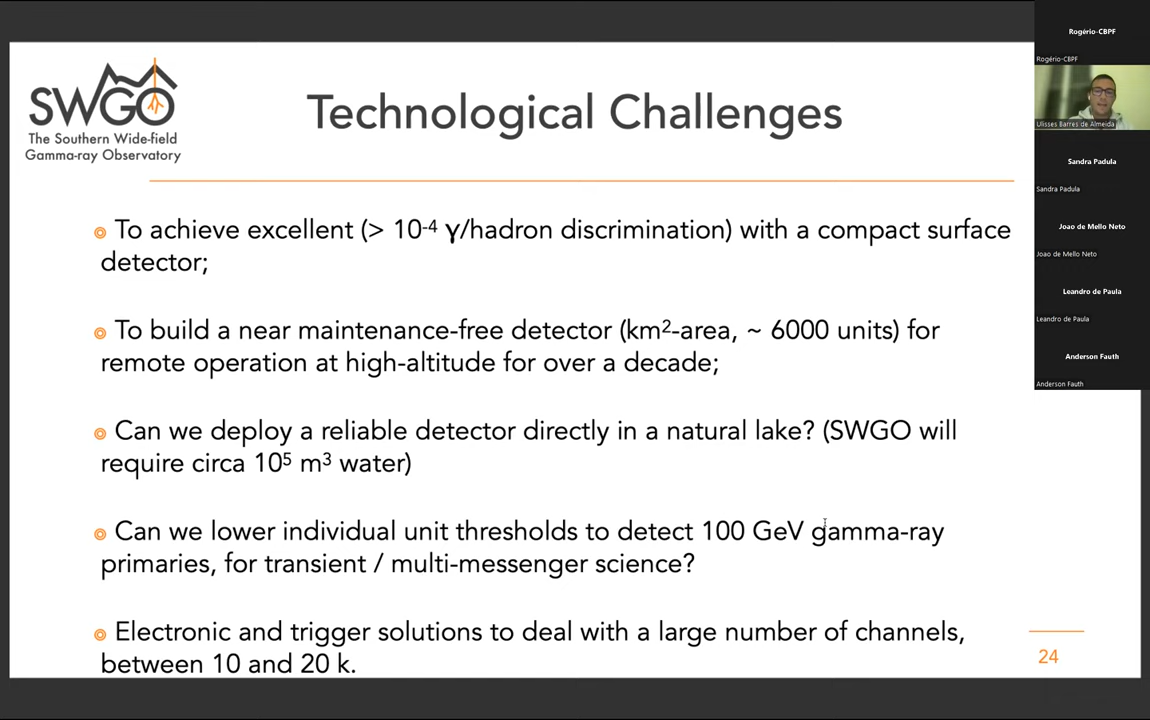 SWGO
The Southern Wide-field
Gamma-ray Observatory
Technological Challenges
To achieve excellent (> 10⁻⁴ γ/hadron discrimination) with a compact surface
detector;
To build a near maintenance-free detector (km²-area, ~ 6000 units) for
remote operation at high-altitude for over a decade;
Can we deploy a reliable detector directly in a natural lake? (SWGO will
require circa 10⁵ m³ water)
Can we lower individual unit thresholds to detect 100 GeV gamma-ray
primaries, for transient / multi-messenger science?
Electronic and trigger solutions to deal with a large number of channels,
between 10 and 20 k.
24
Rogério-CBPF
Rogério-CBPF
Ulisses Barres de Almeida
Sandra Padula
Sandra Padula
Joao de Mello Neto
Joao de Mello Neto
Leandro de Paula
Leandro de Paula
Anderson Fauth
Anderson Fauth